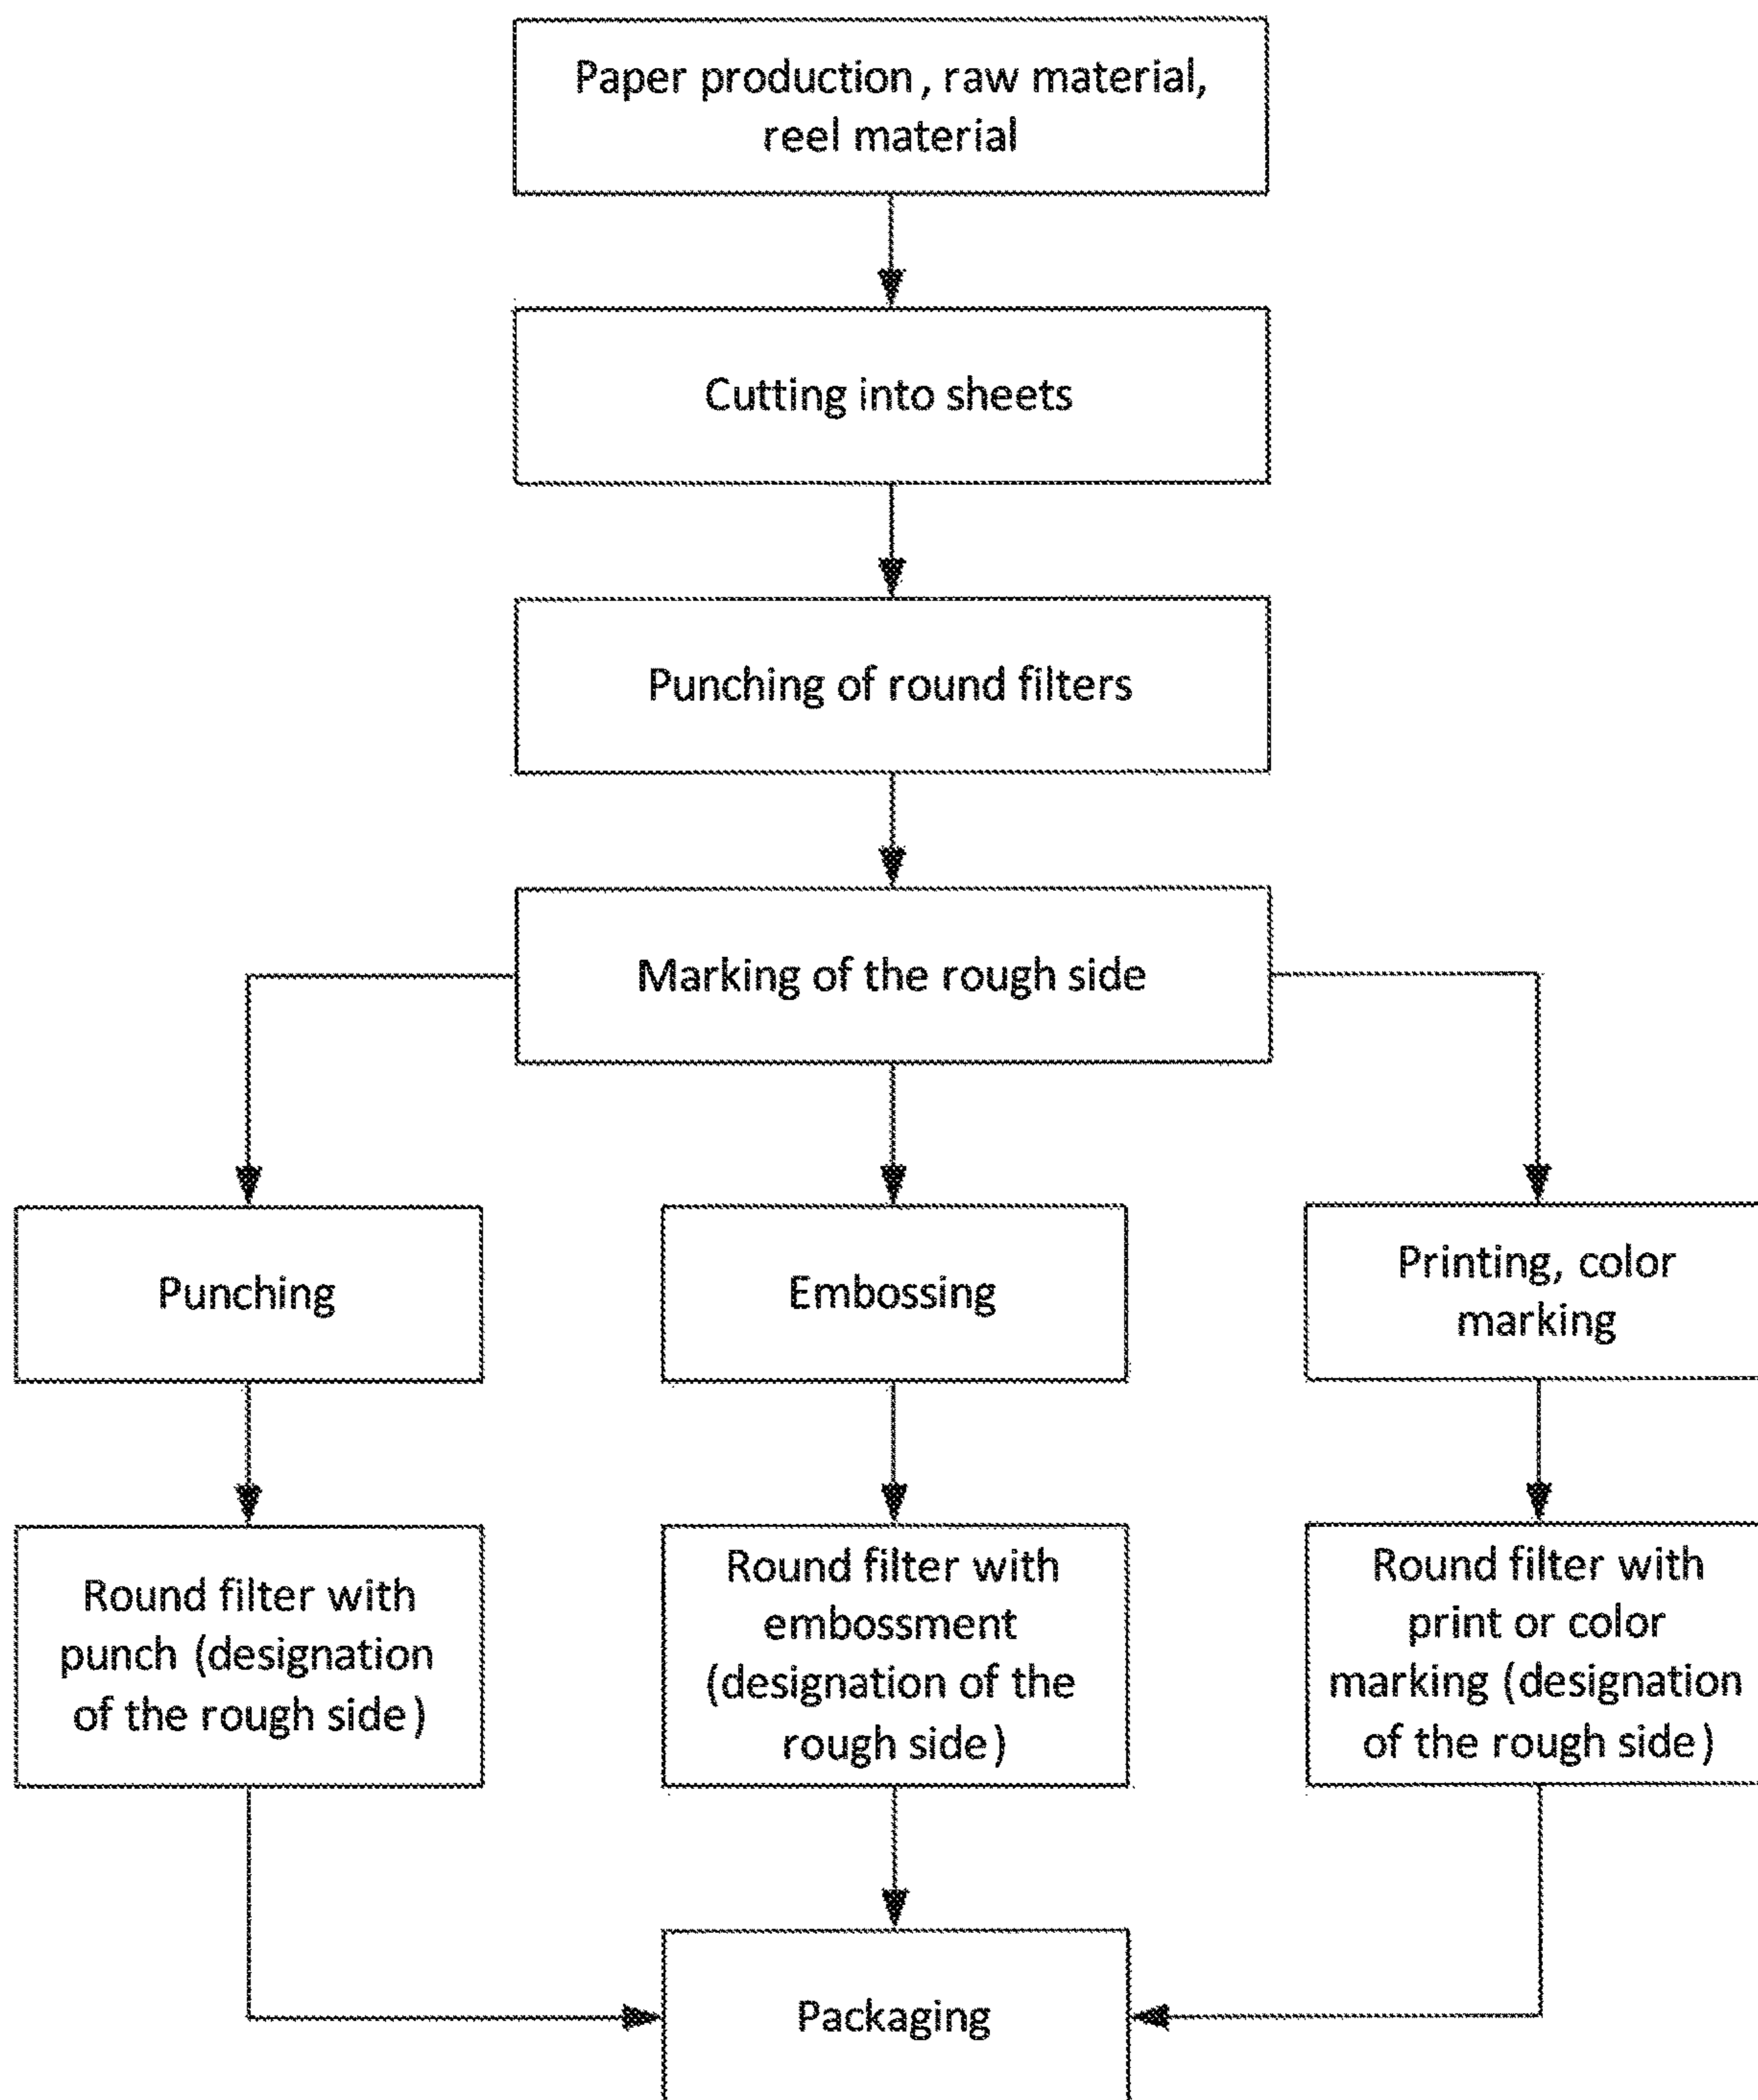 Paper production, raw material,
reel material
Cutting into sheets
Punching of round filters
Marking of the rough side
Punching
Embossing
Printing, color
marking
Round filter with
punch (designation
of the rough side)
Round filter with
embossment
(designation of the
rough side)
Round filter with
print or color
marking (designation
of the rough side)
Packaging